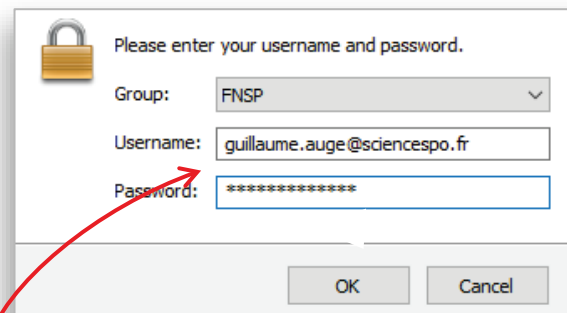 Please enter your username and password.
Group: FNSP
Username: guillaume.auge@sciencespo.fr
Password: *************
OK Cancel